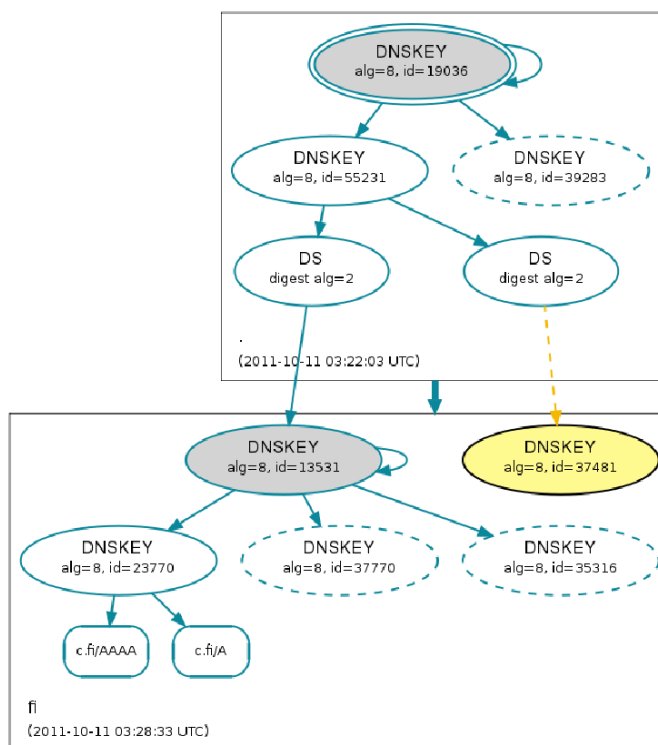 DNSKEY
alg=8, id=19036
DNSKEY
alg=8, id=55231
DNSKEY
alg=8, id=39283
DS
digest alg=2
DS
digest alg=2
.
(2011-10-11 03:22:03 UTC)
DNSKEY
alg=8, id=13531
DNSKEY
alg=8, id=37481
DNSKEY
alg=8, id=23770
DNSKEY
alg=8, id=37770
DNSKEY
alg=8, id=35316
c.fi/AAAA
c.fi/A
fi
(2011-10-11 03:28:33 UTC)